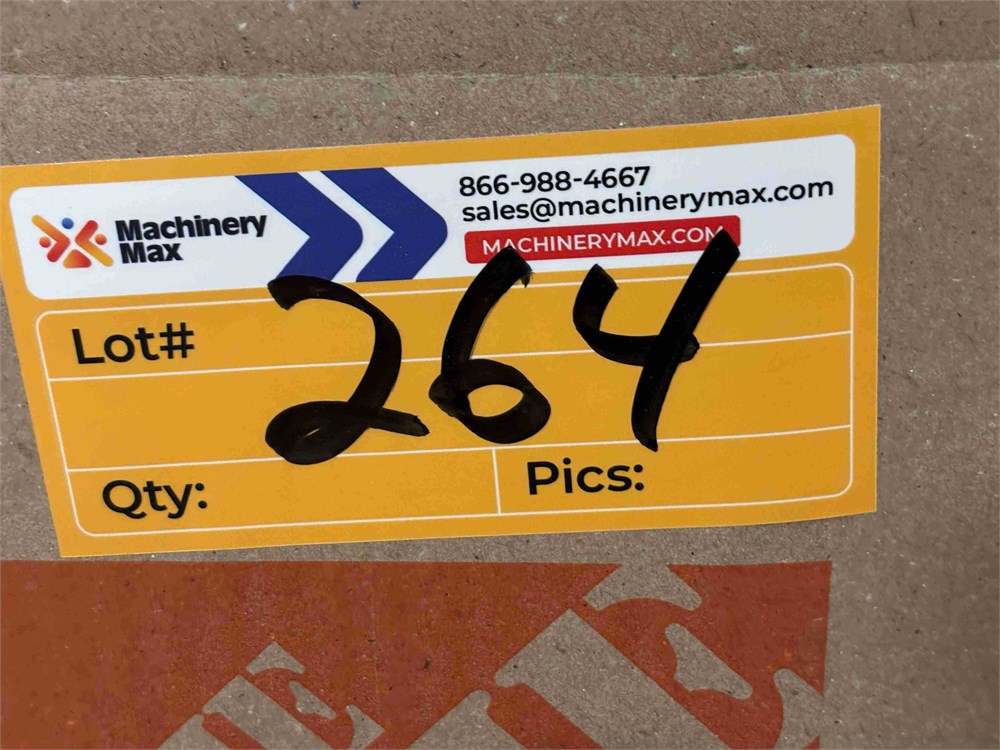 Machinery
Max
866-988-4667
sales@machinerymax.com
MACHINERYMAX.COM
Lot# 264
Qty:
Pics: